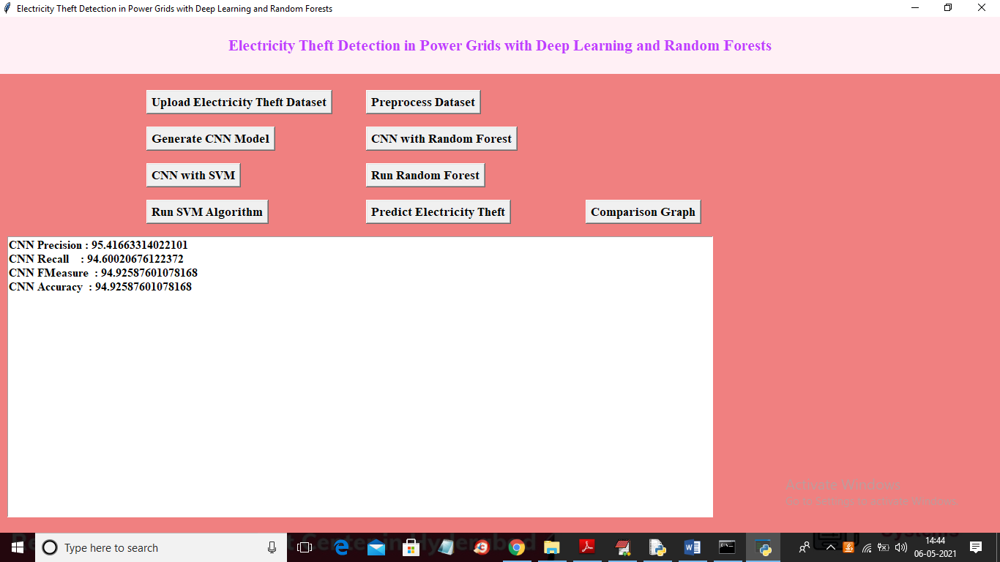 Electricity Theft Detection in Power Grids with Deep Learning and Random Forests
Electricity Theft Detection in Power Grids with Deep Learning and Random Forests
Upload Electricity Theft Dataset Preprocess Dataset
Generate CNN Model CNN with Random Forest
CNN with SVM Run Random Forest
Run SVM Algorithm Predict Electricity Theft Comparison Graph
CNN Precision : 95.41663314022101
CNN Recall : 94.60020676122372
CNN FMeasure : 94.92587601078168
CNN Accuracy : 94.92587601078168
Activate Windows
Go to Settings to activate Windows.
Type here to search
Center in Hyderabad
Systems
14:44
06-05-2021